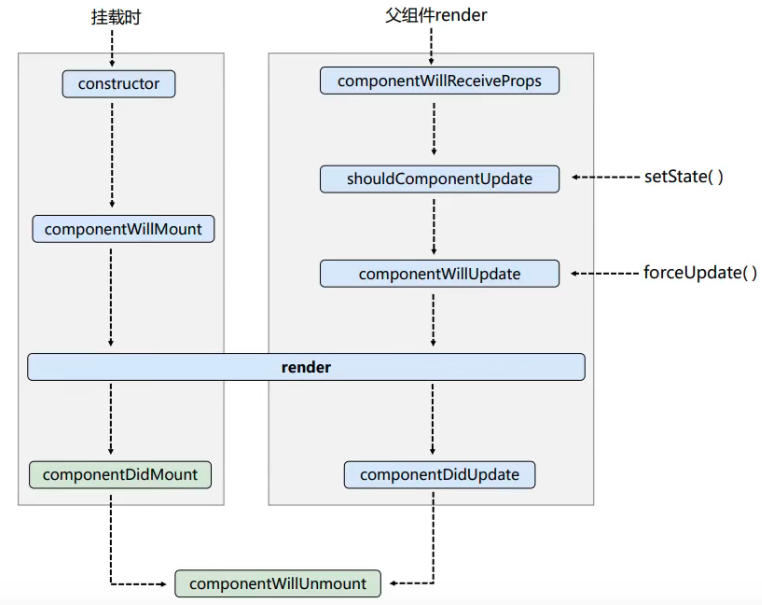 挂载时
父组件render
constructor
componentWillReceiveProps
shouldComponentUpdate
setState( )
componentWillMount
componentWillUpdate
forceUpdate( )
render
componentDidMount
componentDidUpdate
componentWillUnmount